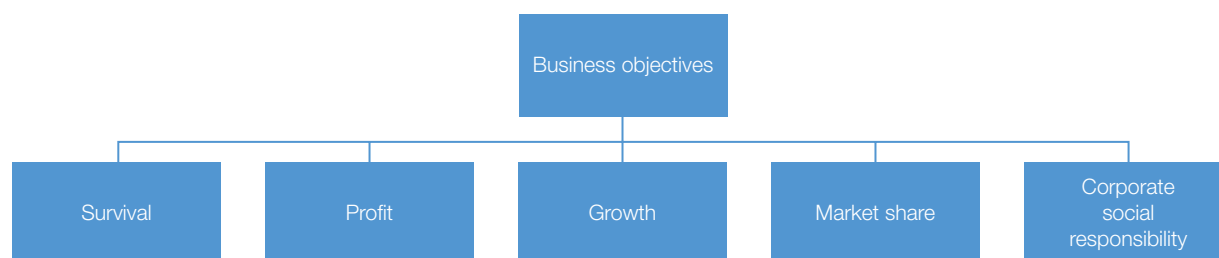 Business objectives
Survival
Profit
Growth
Market share
Corporate
social
responsibility